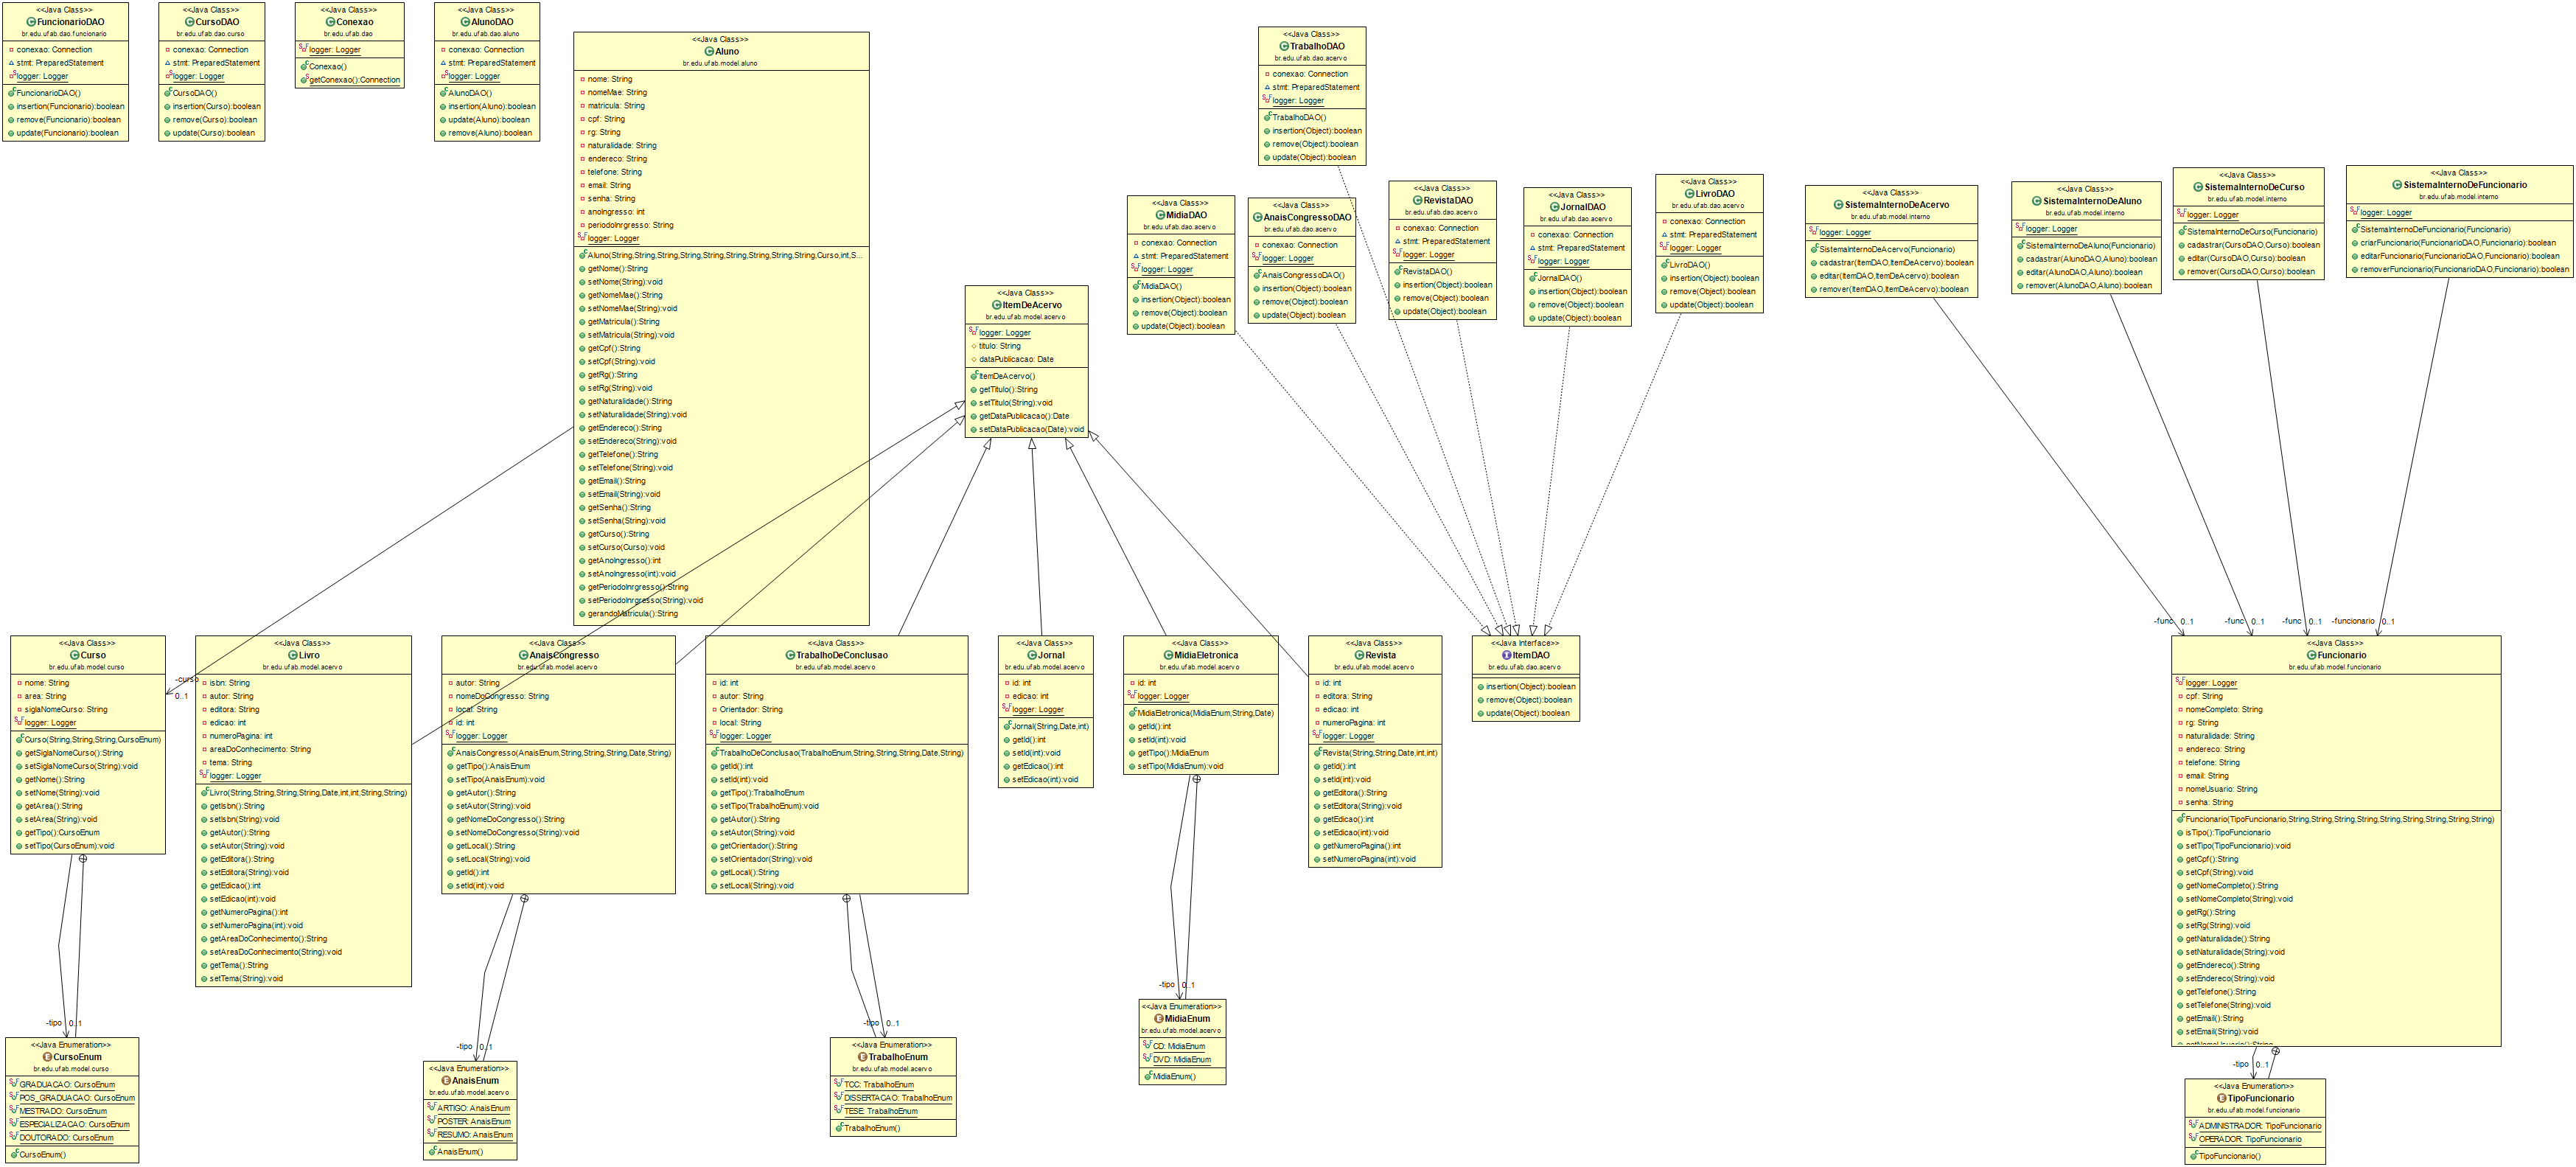 <<Java Class>>
FuncionarioDAO
br.edu.ufab.dao.funcionario
conexao: Connection
stmt: PreparedStatement
logger: Logger
FuncionarioDAO()
insertion(Funcionario):boolean
remove(Funcionario):boolean
update(Funcionario):boolean
<<Java Class>>
CursoDAO
br.edu.ufab.dao.curso
conexao: Connection
stmt: PreparedStatement
logger: Logger
CursoDAO()
insertion(Curso):boolean
remove(Curso):boolean
update(Curso):boolean
<<Java Class>>
Conexao
br.edu.ufab.dao
logger: Logger
Conexao()
getConexao():Connection
<<Java Class>>
AlunoDAO
br.edu.ufab.dao.aluno
conexao: Connection
stmt: PreparedStatement
logger: Logger
AlunoDAO()
insertion(Aluno):boolean
update(Aluno):boolean
remove(Aluno):boolean
<<Java Class>>
Aluno
br.edu.ufab.model.aluno
nome: String
nomeMae: String
matricula: String
cpf: String
rg: String
naturalidade: String
endereco: String
telefone: String
email: String
senha: String
anoIngresso: int
periodoInrgresso: String
logger: Logger
Aluno(String,String,String,String,String,String,String,String,Curso,int,S...
getNome():String
setNome(String):void
getNomeMae():String
setNomeMae(String):void
getMatricula():String
setMatricula(String):void
getCpf():String
setCpf(String):void
getRg():String
setRg(String):void
getNaturalidade():String
setNaturalidade(String):void
getEndereco():String
setEndereco(String):void
getTelefone():String
setTelefone(String):void
getEmail():String
setEmail(String):void
getSenha():String
setSenha(String):void
getCurso():String
setCurso(Curso):void
getAnoIngresso():int
setAnoIngresso(int):void
getPeriodoInrgresso():String
setPeriodoInrgresso(String):void
gerandoMatricula():String
<<Java Class>>
ItemDeAcervo
br.edu.ufab.model.acervo
logger: Logger
titulo: String
dataPublicacao: Date
ItemDeAcervo()
getTitulo():String
setTitulo(String):void
getDataPublicacao():Date
setDataPublicacao(Date):void
<<Java Class>>
TrabalhoDAO
br.edu.ufab.dao.acervo
conexao: Connection
stmt: PreparedStatement
logger: Logger
TrabalhoDAO()
insertion(Object):boolean
remove(Object):boolean
update(Object):boolean
<<Java Class>>
MidiaDAO
br.edu.ufab.dao.acervo
conexao: Connection
stmt: PreparedStatement
logger: Logger
MidiaDAO()
insertion(Object):boolean
remove(Object):boolean
update(Object):boolean
<<Java Class>>
AnaisCongressoDAO
br.edu.ufab.dao.acervo
conexao: Connection
stmt: PreparedStatement
logger: Logger
AnaisCongressoDAO()
insertion(Object):boolean
remove(Object):boolean
update(Object):boolean
<<Java Class>>
RevistaDAO
br.edu.ufab.dao.acervo
conexao: Connection
stmt: PreparedStatement
logger: Logger
RevistaDAO()
insertion(Object):boolean
remove(Object):boolean
update(Object):boolean
<<Java Class>>
JornalDAO
br.edu.ufab.dao.acervo
conexao: Connection
stmt: PreparedStatement
logger: Logger
JornalDAO()
insertion(Object):boolean
remove(Object):boolean
update(Object):boolean
<<Java Class>>
LivroDAO
br.edu.ufab.dao.acervo
conexao: Connection
stmt: PreparedStatement
logger: Logger
LivroDAO()
insertion(Object):boolean
remove(Object):boolean
update(Object):boolean
<<Java Class>>
SistemaInternoDeAcervo
br.edu.ufab.model.interno
logger: Logger
SistemaInternoDeAcervo(Funcionario)
cadastrar(ItemDAO,ItemDeAcervo):boolean
editar(ItemDAO,ItemDeAcervo):boolean
remover(ItemDAO,ItemDeAcervo):boolean
<<Java Class>>
SistemaInternoDeAluno
br.edu.ufab.model.interno
logger: Logger
SistemaInternoDeAluno(Funcionario)
cadastrar(AlunoDAO,Aluno):boolean
editar(AlunoDAO,Aluno):boolean
remover(AlunoDAO,Aluno):boolean
<<Java Class>>
SistemaInternoDeCurso
br.edu.ufab.model.interno
logger: Logger
SistemaInternoDeCurso(Funcionario)
cadastrar(CursoDAO,Curso):boolean
editar(CursoDAO,Curso):boolean
remover(CursoDAO,Curso):boolean
<<Java Class>>
SistemaInternoDeFuncionario
br.edu.ufab.model.interno
logger: Logger
SistemaInternoDeFuncionario(Funcionario)
criarFuncionario(FuncionarioDAO,Funcionario):boolean
editarFuncionario(FuncionarioDAO,Funcionario):boolean
removerFuncionario(FuncionarioDAO,Funcionario):boolean
-func 0..1
-func 0..1
-func 0..1
-funcionario 0..1
<<Java Class>>
Curso
br.edu.ufab.model.curso
nome: String
area: String
siglaNomeCurso: String
logger: Logger
Curso(String,String,String,CursoEnum)
getSiglaNomeCurso():String
setSiglaNomeCurso(String):void
getNome():String
setNome(String):void
getArea():String
setArea(String):void
getTipo():CursoEnum
setTipo(CursoEnum):void
-curso
0..1
<<Java Class>>
Livro
br.edu.ufab.model.acervo
isbn: String
autor: String
editora: String
edicao: int
numeroPagina: int
areaDoConhecimento: String
tema: String
logger: Logger
Livro(String,String,String,String,Date,int,int,String,String)
getIsbn():String
setIsbn(String):void
getAutor():String
setAutor(String):void
getEditora():String
setEditora(String):void
getEdicao():int
setEdicao(int):void
getNumeroPagina():int
setNumeroPagina(int):void
getAreaDoConhecimento():String
setAreaDoConhecimento(String):void
getTema():String
setTema(String):void
<<Java Class>>
AnaisCongresso
br.edu.ufab.model.acervo
autor: String
nomeDoCongresso: String
local: String
id: int
logger: Logger
AnaisCongresso(AnaisEnum,String,String,String,Date,String)
getTipo():AnaisEnum
setTipo(AnaisEnum):void
getAutor():String
setAutor(String):void
getNomeDoCongresso():String
setNomeDoCongresso(String):void
getLocal():String
setLocal(String):void
getId():int
setId(int):void
<<Java Class>>
TrabalhoDeConclusao
br.edu.ufab.model.acervo
id: int
autor: String
Orientador: String
local: String
logger: Logger
TrabalhoDeConclusao(TrabalhoEnum,String,String,String,Date,String)
getId():int
setId(int):void
getTipo():TrabalhoEnum
setTipo(TrabalhoEnum):void
getAutor():String
setAutor(String):void
getOrientador():String
setOrientador(String):void
getLocal():String
setLocal(String):void
<<Java Class>>
Jornal
br.edu.ufab.model.acervo
id: int
edicao: int
logger: Logger
Jornal(String,Date,int)
getId():int
setId(int):void
getEdicao():int
setEdicao(int):void
<<Java Class>>
MidiaEletronica
br.edu.ufab.model.acervo
id: int
logger: Logger
MidiaEletronica(MidiaEnum,String,Date)
getId():int
setId(int):void
getTipo():MidiaEnum
setTipo(MidiaEnum):void
<<Java Class>>
Revista
br.edu.ufab.model.acervo
id: int
editora: String
edicao: int
numeroPagina: int
logger: Logger
Revista(String,String,Date,int,int)
getId():int
setId(int):void
getEditora():String
setEditora(String):void
getEdicao():int
setEdicao(int):void
getNumeroPagina():int
setNumeroPagina(int):void
<<Java Interface>>
ItemDAO
br.edu.ufab.dao.acervo
insertion(Object):boolean
remove(Object):boolean
update(Object):boolean
<<Java Class>>
Funcionario
br.edu.ufab.model.funcionario
logger: Logger
cpf: String
nomeCompleto: String
rg: String
naturalidade: String
endereco: String
telefone: String
email: String
nomeUsuario: String
senha: String
Funcionario(TipoFuncionario,String,String,String,String,String,String,String,String,String)
isTipo():TipoFuncionario
setTipo(TipoFuncionario):void
getCpf():String
setCpf(String):void
getNomeCompleto():String
setNomeCompleto(String):void
getRg():String
setRg(String):void
getNaturalidade():String
setNaturalidade(String):void
getEndereco():String
setEndereco(String):void
getTelefone():String
setTelefone(String):void
getEmail():String
setEmail(String):void
getNomeUsuario():String
-tipo 0..1
<<Java Enumeration>>
CursoEnum
br.edu.ufab.model.curso
GRADUACAO: CursoEnum
POS_GRADUACAO: CursoEnum
MESTRADO: CursoEnum
ESPECIALIZACAO: CursoEnum
DOUTORADO: CursoEnum
CursoEnum()
-tipo 0..1
<<Java Enumeration>>
AnaisEnum
br.edu.ufab.model.acervo
ARTIGO: AnaisEnum
POSTER: AnaisEnum
RESUMO: AnaisEnum
AnaisEnum()
-tipo 0..1
<<Java Enumeration>>
TrabalhoEnum
br.edu.ufab.model.acervo
TCC: TrabalhoEnum
DISSERTACAO: TrabalhoEnum
TESE: TrabalhoEnum
TrabalhoEnum()
-tipo 0..1
<<Java Enumeration>>
MidiaEnum
br.edu.ufab.model.acervo
CD: MidiaEnum
DVD: MidiaEnum
MidiaEnum()
-tipo 0..1
<<Java Enumeration>>
TipoFuncionario
br.edu.ufab.model.funcionario
ADMINISTRADOR: TipoFuncionario
OPERADOR: TipoFuncionario
TipoFuncionario()